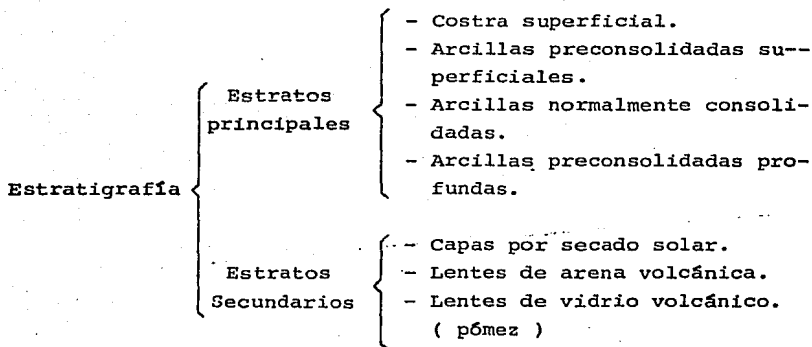 Estratigrafía
Estratos
principales
- Costra superficial.
- Arcillas preconsolidadas su--
perficiales.
- Arcillas normalmente consoli-
dadas.
- Arcillas preconsolidadas pro-
fundas.
Estratos
Secundarios
- Capas por secado solar.
- Lentes de arena volcánica.
- Lentes de vidrio volcánico.
( pómez )